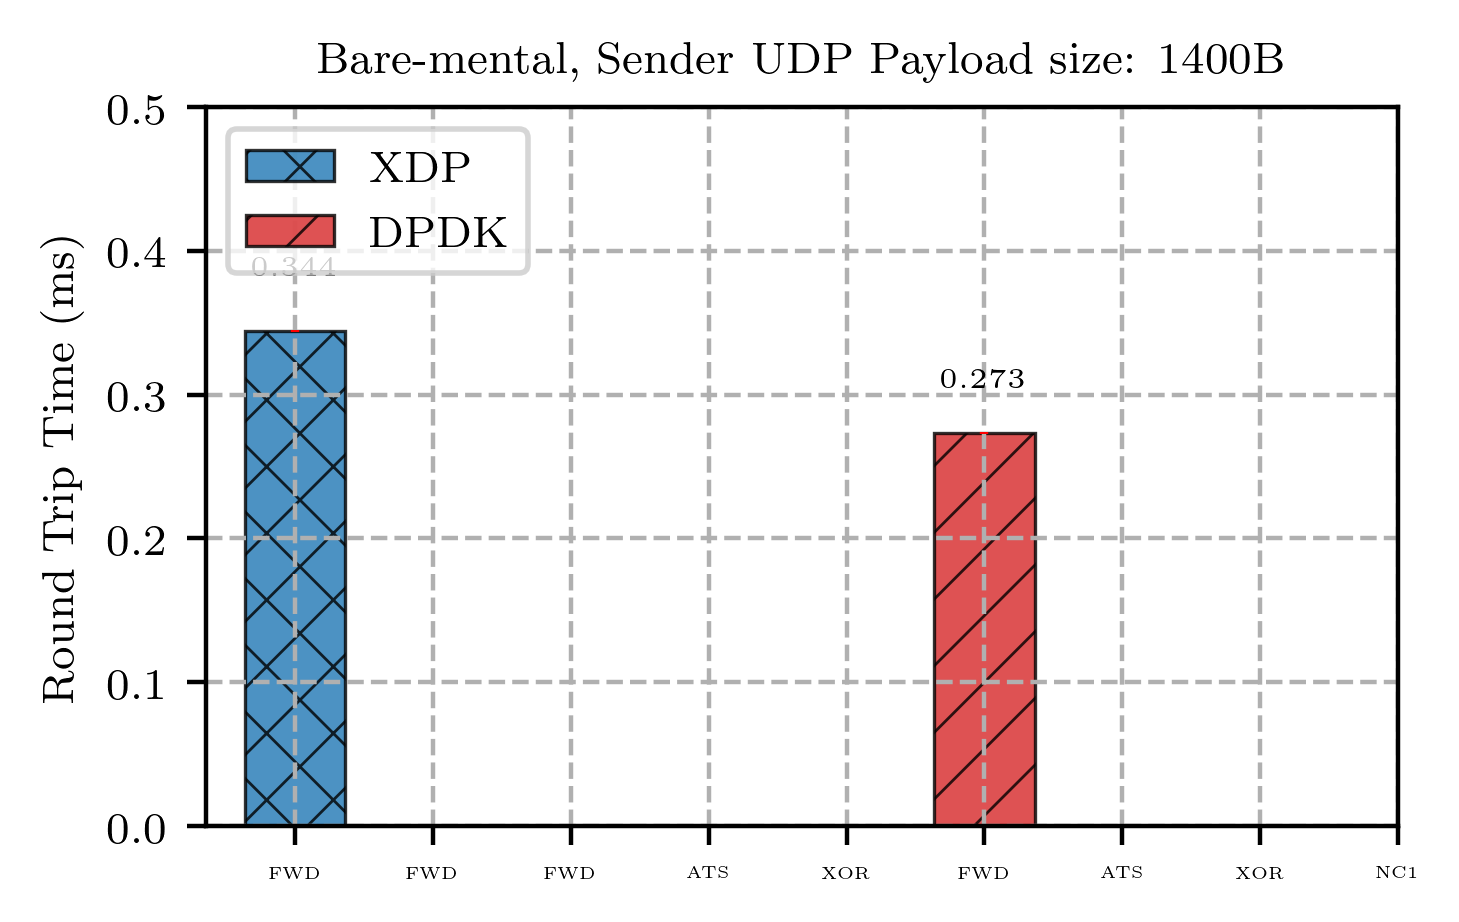 Bare-mental, Sender UDP Payload size: 1400B
Round Trip Time (ms)
0.5
0.4
0.3
0.2
0.1
0.0
XDP
DPDK
0.344
0.273
FWD FWD FWD ATS XOR FWD ATS XOR NC1